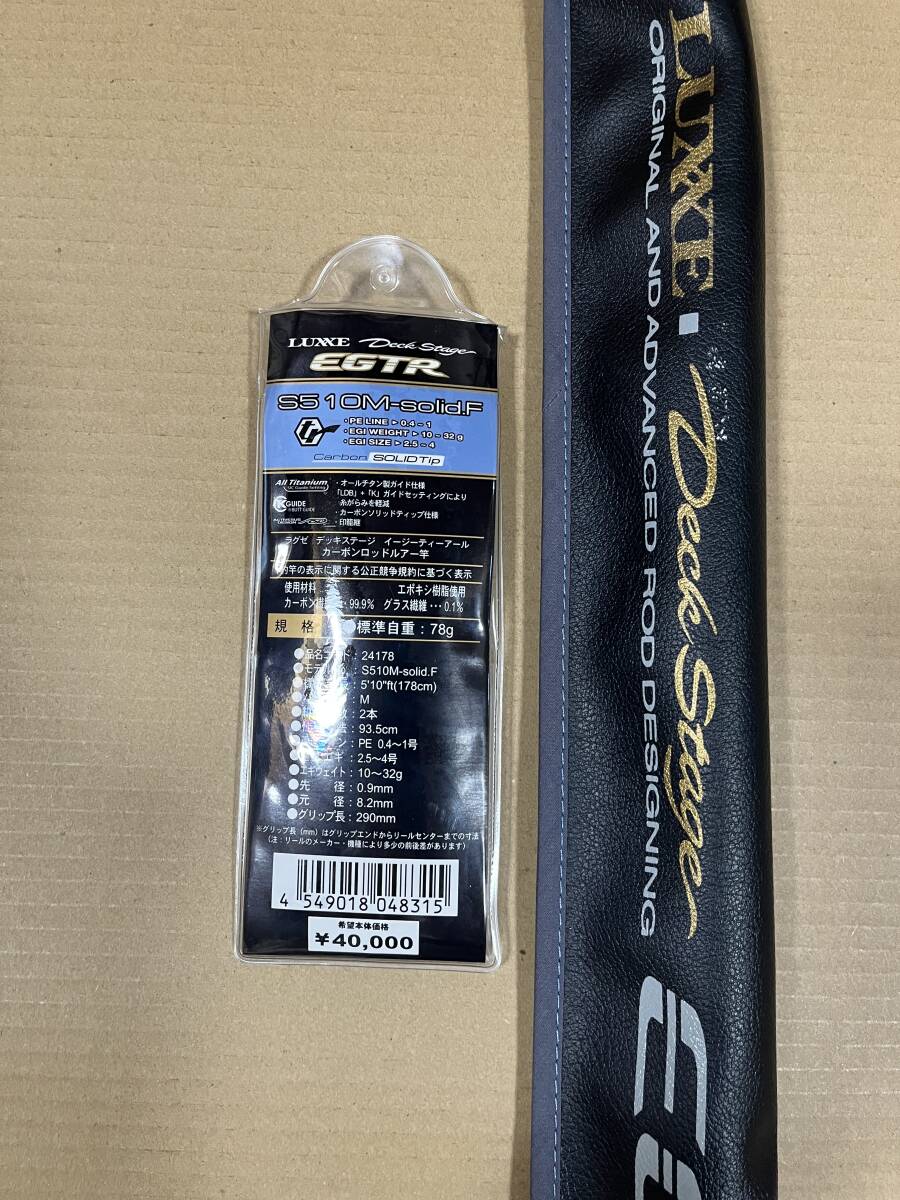 LUXXE Deck Stage
EGTR
S510M-solid.F
・PE LINE ▶ 0.4~1
・EGI WEIGHT ▶ 10~32g
・EGI SIZE ▶ 2.5~4
Carbon SOLID Tip
All Titanium
SiC Guide Setting
・オールチタン製ガイド仕様
「LDB」+「K」ガイドセッティングにより
糸がらみを軽減
K GUIDE
・カーボンソリッドティップ仕様
・印籠継
ラグゼ デッキステージ イージーティーアール
カーボンロッドルアー竿
釣竿の表示に関する公正競争規約に基づく表示
使用材料 エポキシ樹脂使用
カーボン繊維・・99.9% グラス繊維・・・0.1%
規格 ●標準自重：78g
●品名コード：24178
：S510M-solid.F
：5'10"ft(178cm)
：M
：2本
：93.5cm
：PE 0.4〜1号
：2.5〜4号
●エギウェイト：10〜32g
●先 径：0.9mm
●元 径：8.2mm
●グリップ長：290mm
※グリップ長（mm）はグリップエンドからリールセンターまでの寸法
（注：リールのメーカー・機種により多少の前後差があります）
4 549018 048315
希望本体価格
¥40,000
LUXXE Deck Stage
ORIGINAL AND ADVANCED ROD DESIGNING